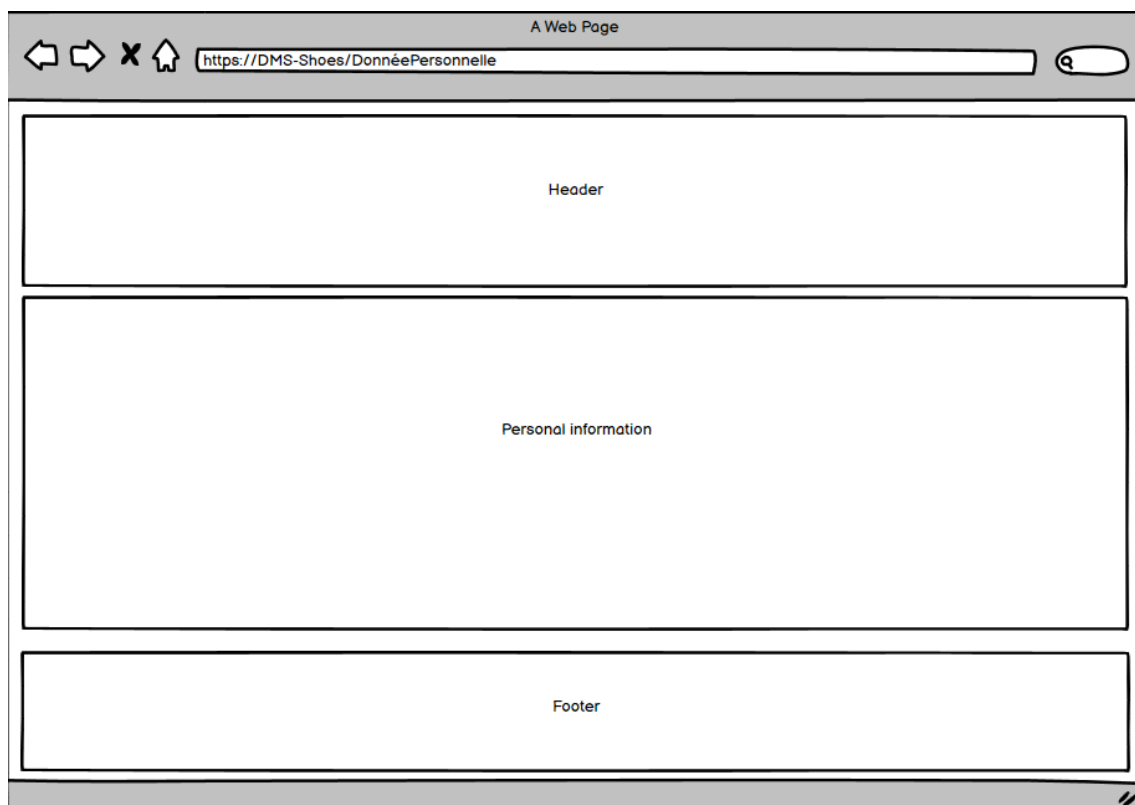 A Web Page
https://DMS-Shoes/DonnéePersonnelle
Header
Personal information
Footer